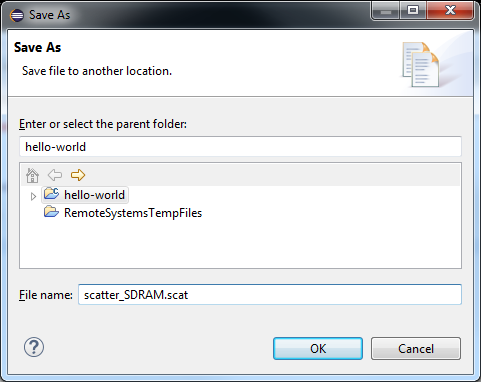 Save As
Save As
Save file to another location.
Enter or select the parent folder:
hello-world
hello-world
RemoteSystemsTempFiles
File name: scatter_SDRAM.scat
?
OK Cancel